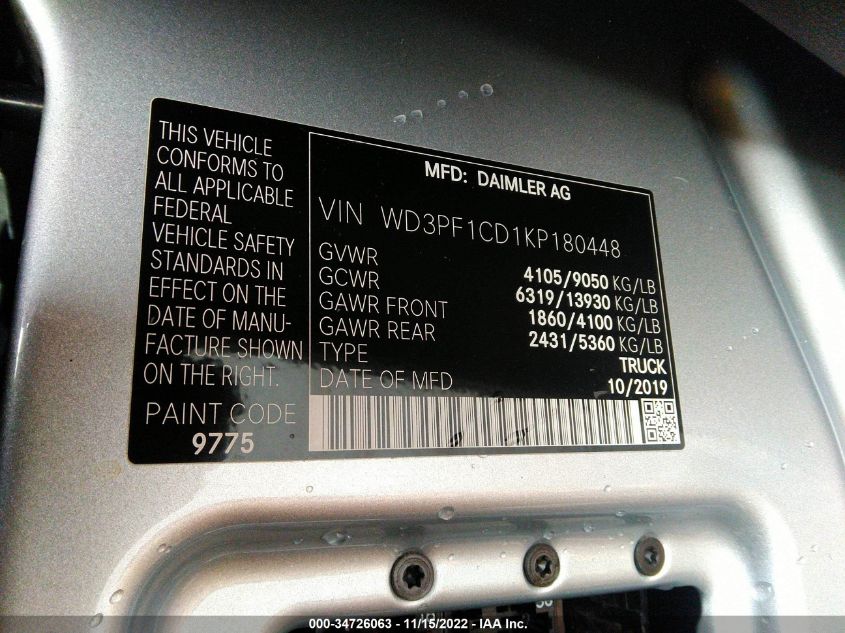 THIS VEHICLE
CONFORMS TO
ALL APPLICABLE
FEDERAL
VEHICLE SAFETY
STANDARDS IN
EFFECT ON THE
DATE OF MANU-
FACTURE SHOWN
ON THE RIGHT.
PAINT CODE
9775
MFD: DAIMLER AG
VIN WD3PF1CD1KP180448
GVWR 4105/9050 KG/LB
GCWR 6319/13930 KG/LB
GAWR FRONT 1860/4100 KG/LB
GAWR REAR 2431/5360 KG/LB
TYPE TRUCK
DATE OF MFD 10/2019
000-34726063 - 11/15/2022 - IAA Inc.